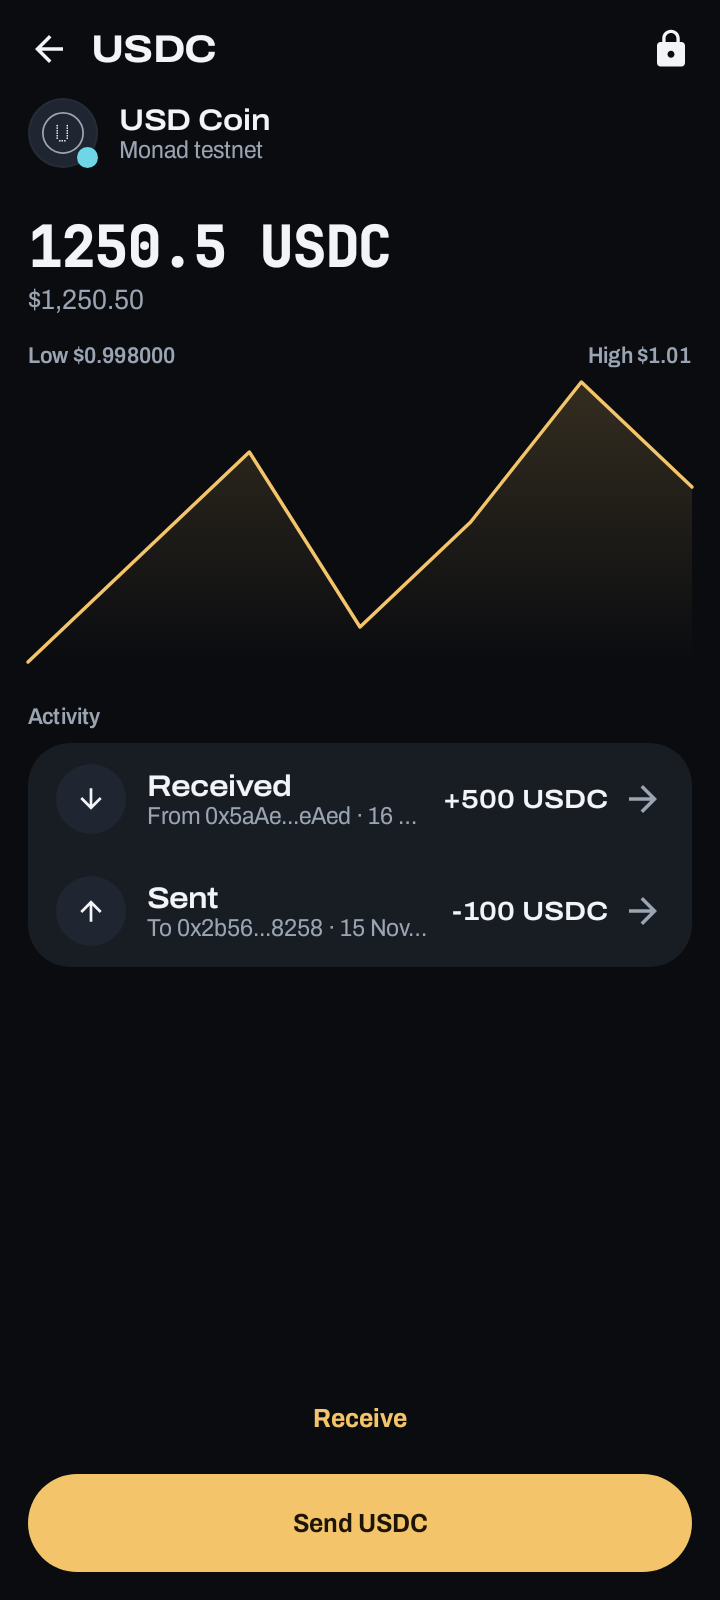 USDC
USD Coin
Monad testnet
1250.5 USDC
$1,250.50
Low $0.998000
High $1.01
Activity
Received
From 0x5aAe...eAed · 16 ...
+500 USDC
Sent
To 0x2b56...8258 · 15 Nov...
-100 USDC
Receive
Send USDC